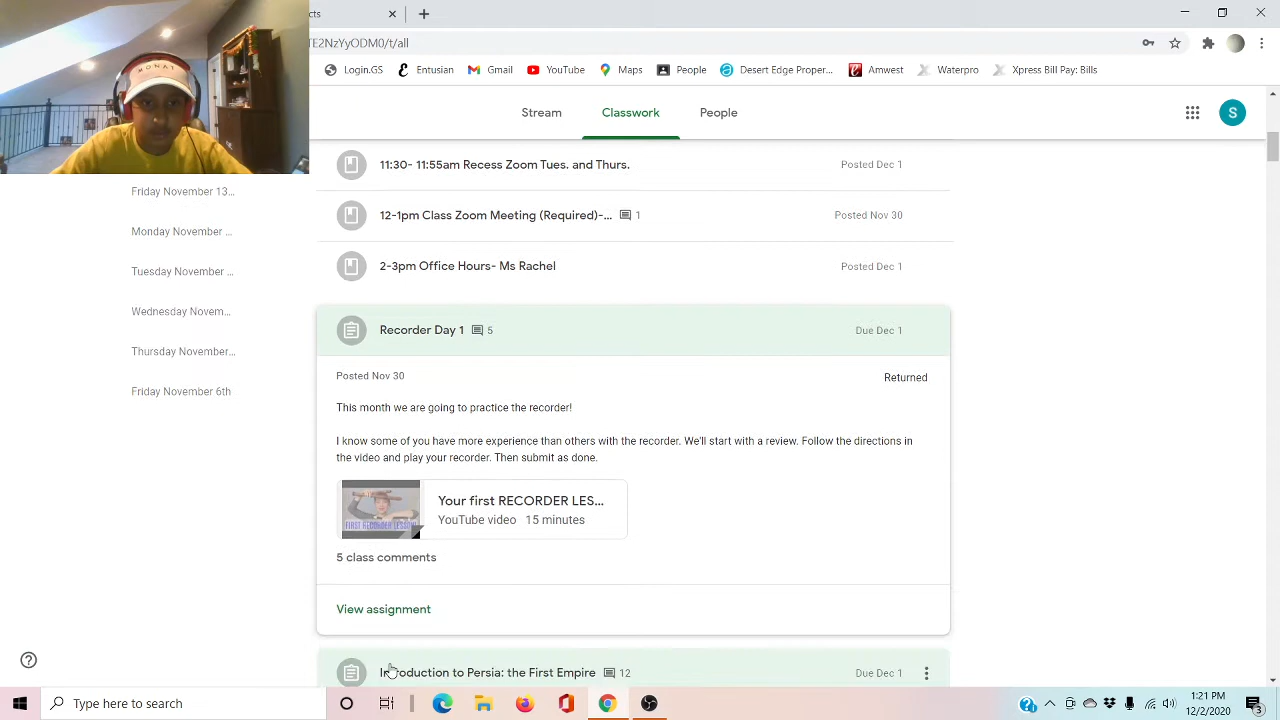 cts
TE2NzYyODM0/t/all
Login.GS
Entusian
Gmail
YouTube
Maps
People
Desert Edge Proper...
Amwest
Waterpro
Xpress Bill Pay: Bills...
MONAT
Stream
Classwork
People
S
11:30- 11:55am Recess Zoom Tues. and Thurs.
Posted Dec 1
12-1pm Class Zoom Meeting (Required)-...
1
Posted Nov 30
2-3pm Office Hours- Ms Rachel
Posted Dec 1
Friday November 13...
Monday November ...
Tuesday November ...
Wednesday Novem...
Thursday November...
Friday November 6th
Recorder Day 1
5
Due Dec 1
Posted Nov 30
Returned
This month we are going to practice the recorder!
I know some of you have more experience than others with the recorder. We'll start with a review. Follow the directions in
the video and play your recorder. Then submit as done.
FIRST RECORDER LESSON!
Your first RECORDER LES...
YouTube video 15 minutes
5 class comments
View assignment
Introduction to Persia: the First Empire
12
Due Dec 1
Type here to search
1:21 PM
12/2/2020
3